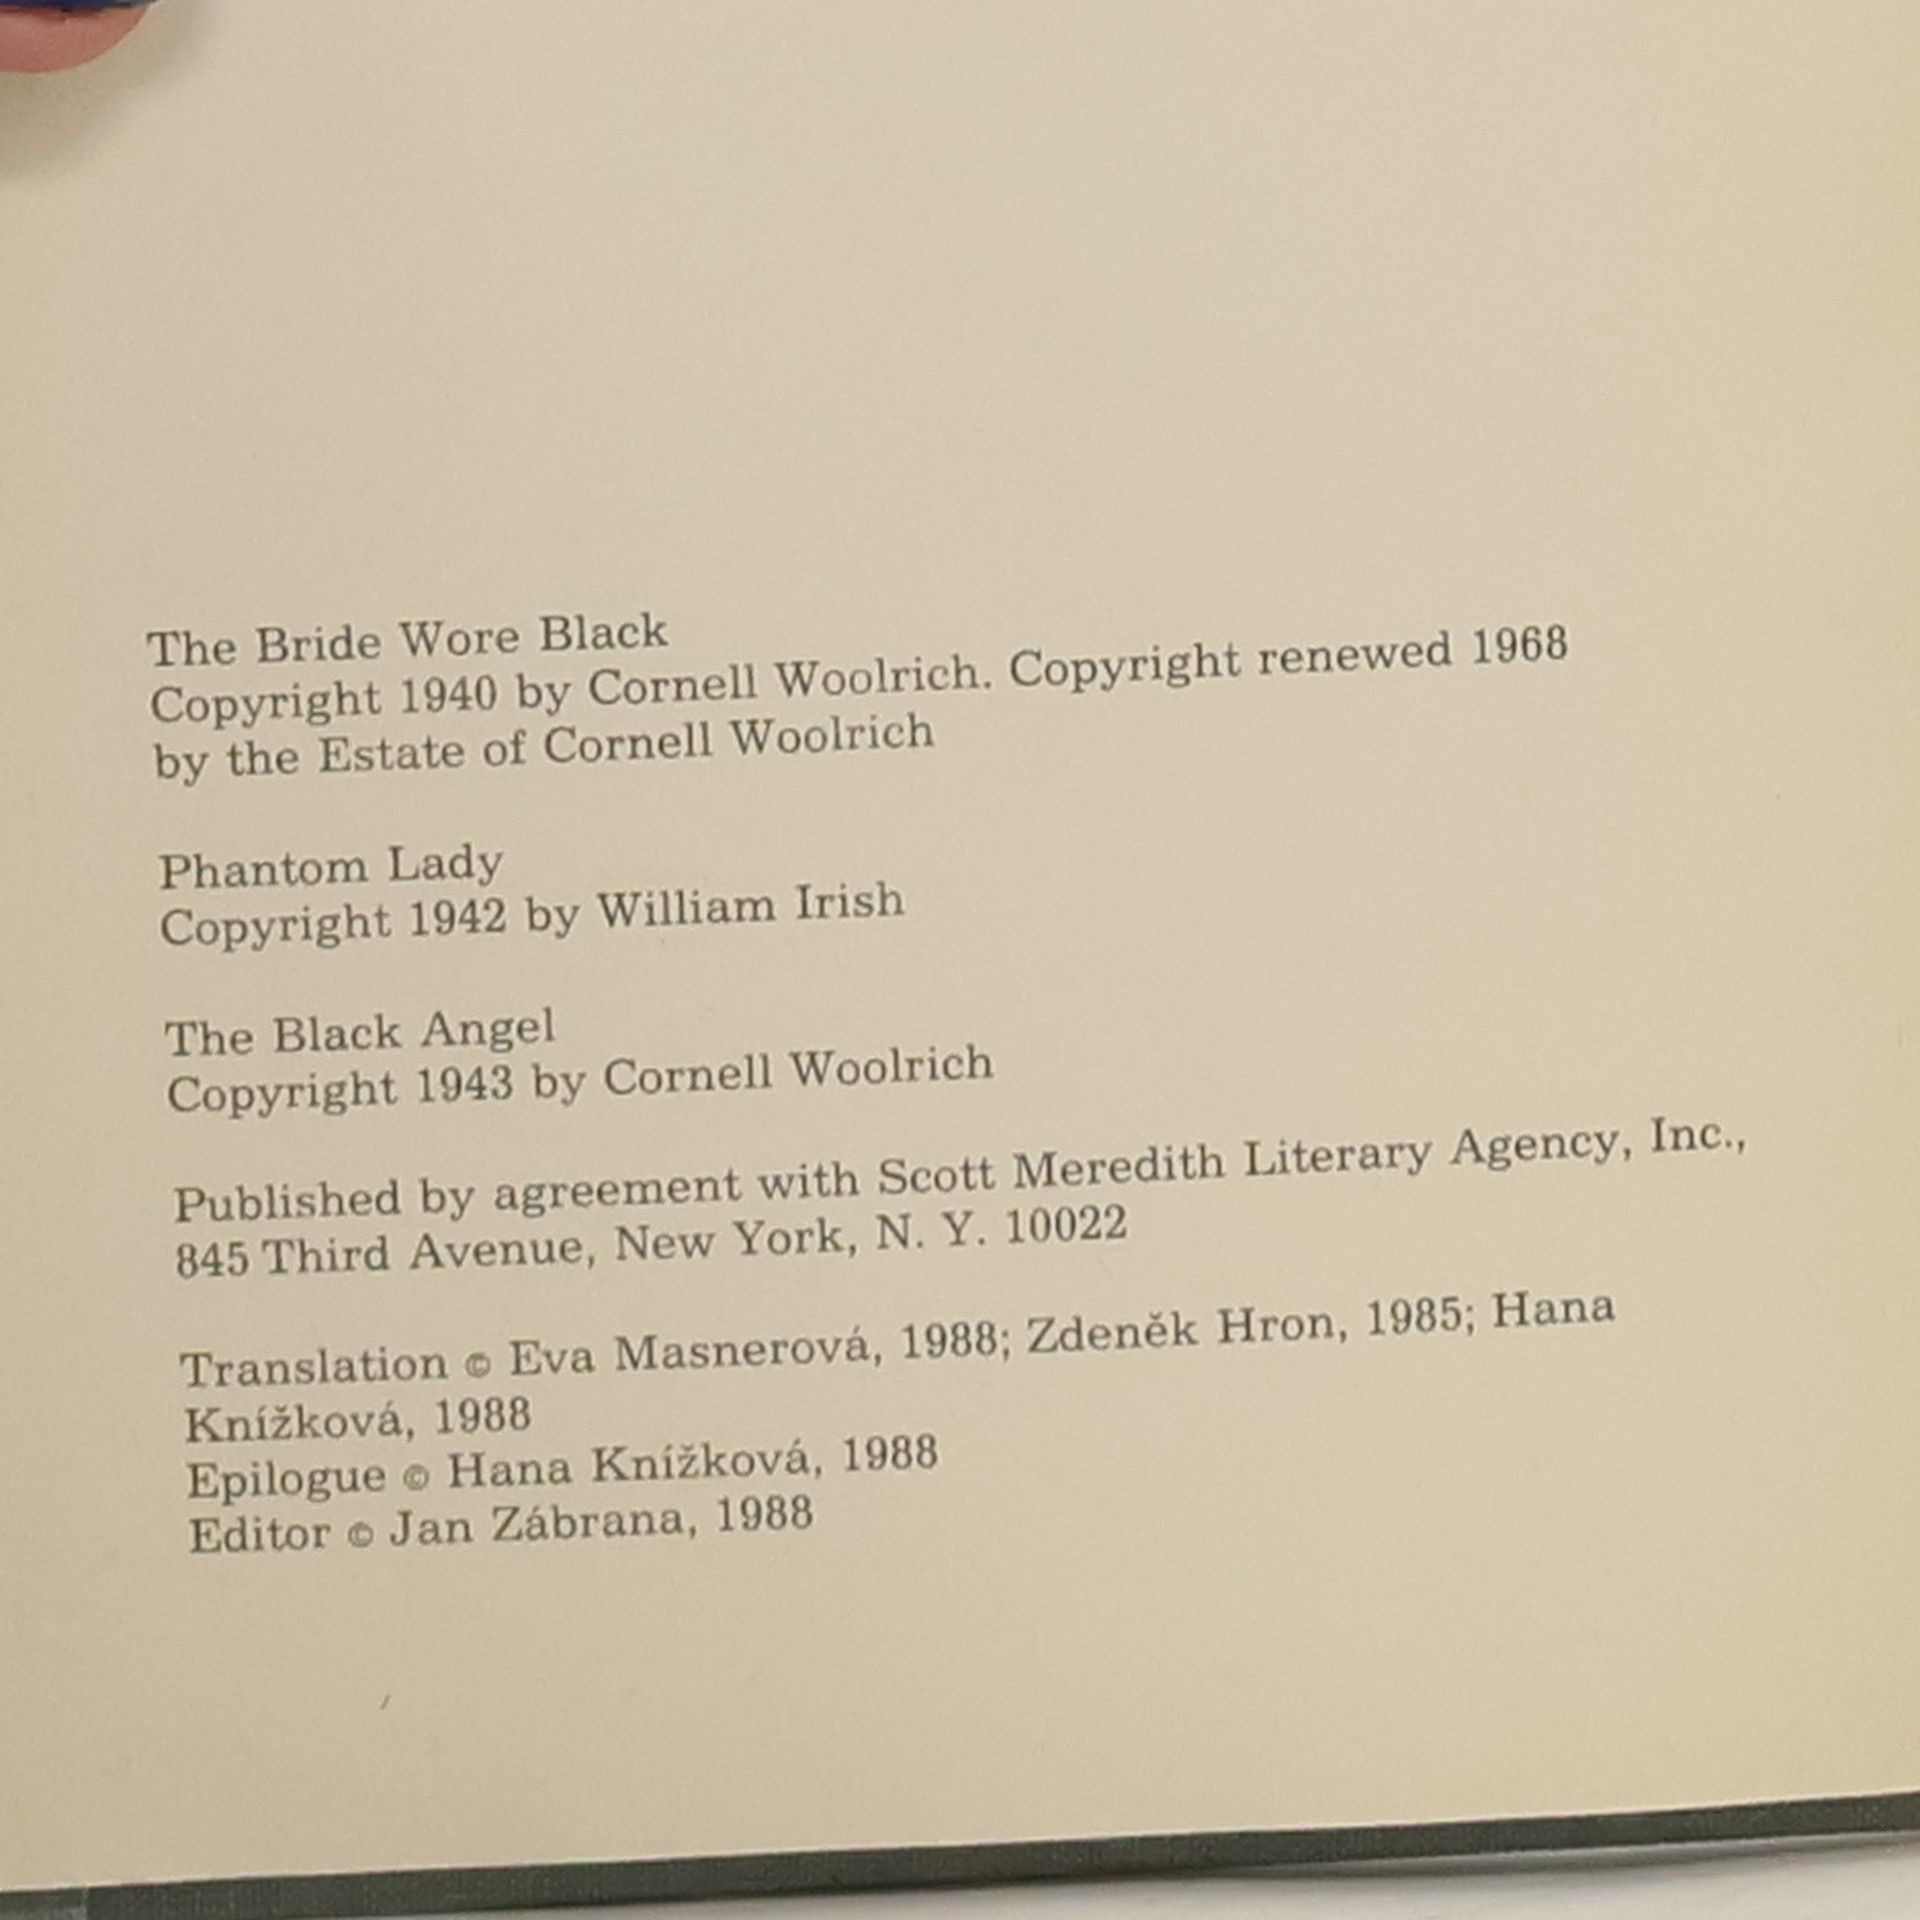 The Bride Wore Black
Copyright 1940 by Cornell Woolrich. Copyright renewed 1968
by the Estate of Cornell Woolrich
Phantom Lady
Copyright 1942 by William Irish
The Black Angel
Copyright 1943 by Cornell Woolrich
Published by agreement with Scott Meredith Literary Agency, Inc.,
845 Third Avenue, New York, N. Y. 10022
Translation © Eva Masnerová, 1988; Zdeněk Hron, 1985; Hana
Knížková, 1988
Epilogue © Hana Knížková, 1988
Editor © Jan Zábrana, 1988